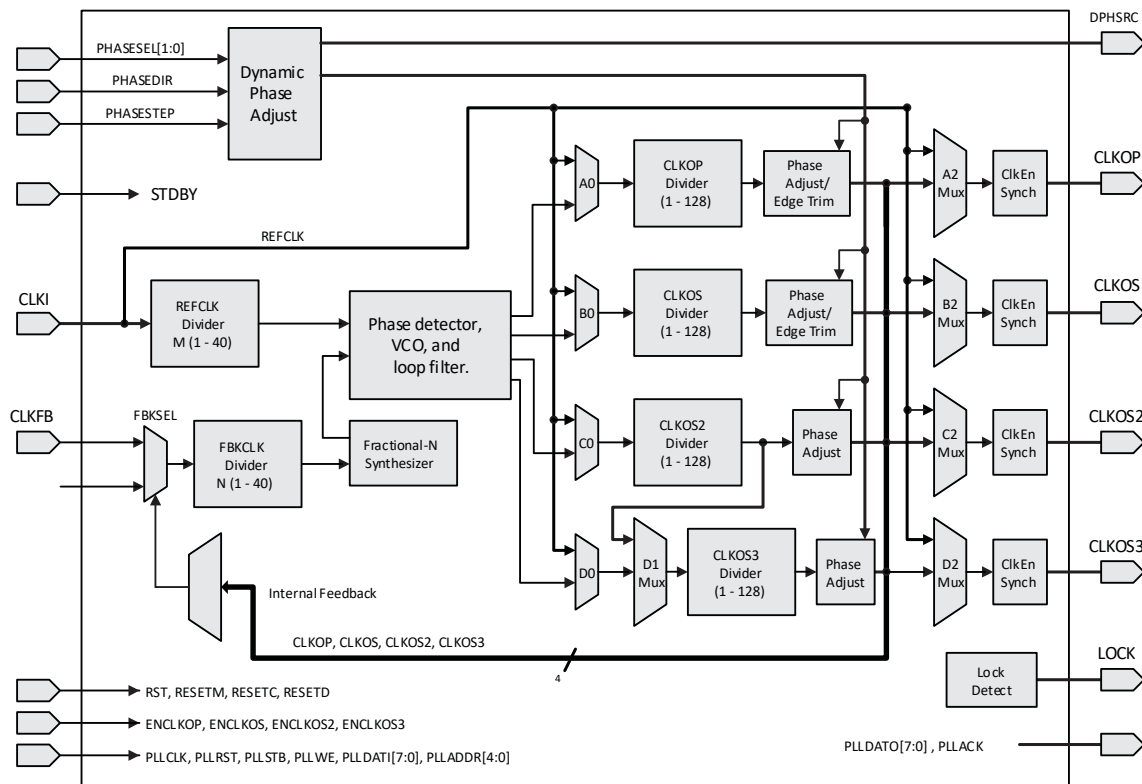 DPHSRC
PHASESEL[1:0]
PHASEDIR
PHASESTEP
Dynamic
Phase
Adjust
STDBY
REFCLK
CLKI
REFCLK
Divider
M (1 - 40)
Phase detector,
VCO, and
loop filter.
CLKFB
FBKSEL
FBKCLK
Divider
N (1 - 40)
Fractional-N
Synthesizer
A0
CLKOP
Divider
(1 - 128)
Phase
Adjust/
Edge Trim
A2
Mux
ClkEn
Synch
CLKOP
B0
CLKOS
Divider
(1 - 128)
Phase
Adjust/
Edge Trim
B2
Mux
ClkEn
Synch
CLKOS
C0
CLKOS2
Divider
(1 - 128)
Phase
Adjust
C2
Mux
ClkEn
Synch
CLKOS2
D0
D1
Mux
CLKOS3
Divider
(1 - 128)
Phase
Adjust
D2
Mux
ClkEn
Synch
CLKOS3
Internal Feedback
CLKOP, CLKOS, CLKOS2, CLKOS3
4
Lock
Detect
LOCK
RST, RESETM, RESETC, RESETD
ENCLKOP, ENCLKOS, ENCLKOS2, ENCLKOS3
PLLCLK, PLLRST, PLLSTB, PLLWE, PLLDATI[7:0], PLLADDR[4:0]
PLLDATO[7:0] , PLLACK